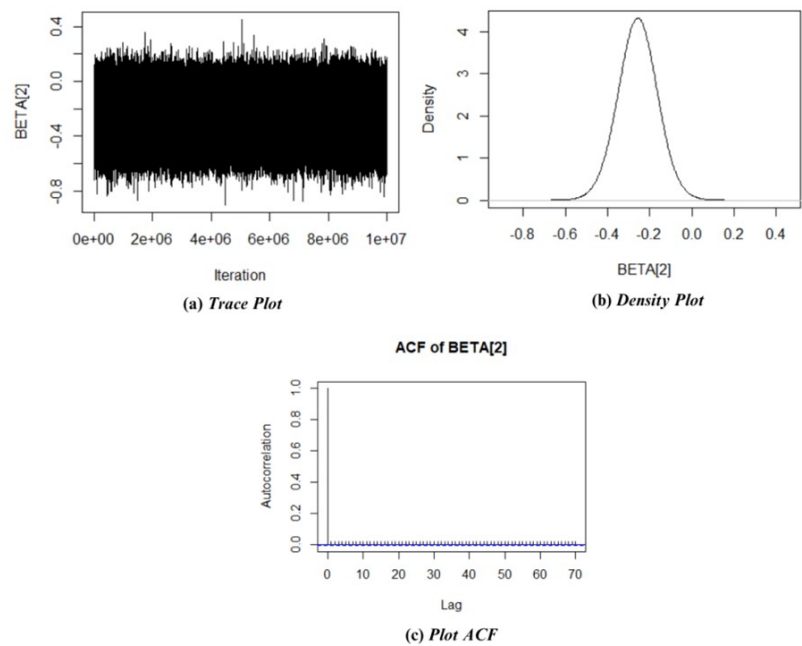 BETA[2]
0.4
0.0
-0.4
-0.8
0e+00 2e+06 4e+06 6e+06 8e+06 1e+07
Iteration
(a) Trace Plot
Density
4
3
2
1
0
-0.8 -0.6 -0.4 -0.2 0.0 0.2 0.4
BETA[2]
(b) Density Plot
ACF of BETA[2]
Autocorrelation
1.0
0.8
0.6
0.4
0.2
0.0
0 10 20 30 40 50 60 70
Lag
(c) Plot ACF